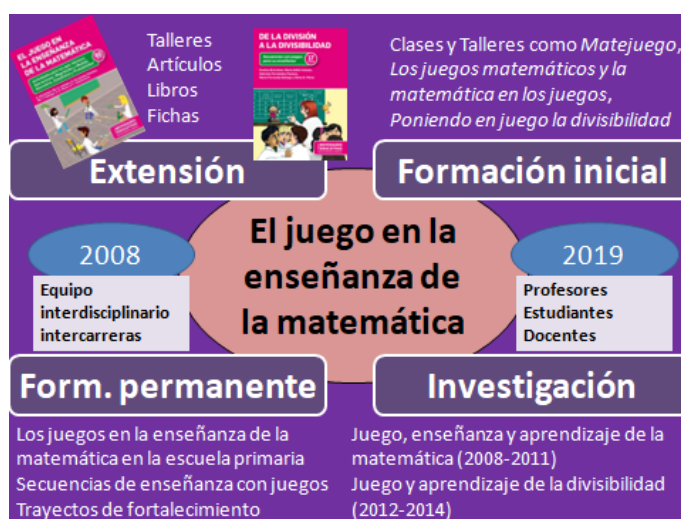 EL JUEGO EN
LA ENSEÑANZA
DE LA MATEMÁTICA
Talleres
Artículos
Libros
Fichas
DE LA DIVISIÓN
A LA DIVISIBILIDAD
Clases y Talleres como Matejuego,
Los juegos matemáticos y la
matemática en los juegos,
Poniendo en juego la divisibilidad
Extensión
Formación inicial
El juego en la
enseñanza de
la matemática
2008
Equipo
interdisciplinario
intercarreras
2019
Profesores
Estudiantes
Docentes
Form. permanente
Investigación
Los juegos en la enseñanza de la
matemática en la escuela primaria
Secuencias de enseñanza con juegos
Trayectos de fortalecimiento
Juego, enseñanza y aprendizaje de la
matemática (2008-2011)
Juego y aprendizaje de la divisibilidad
(2012-2014)